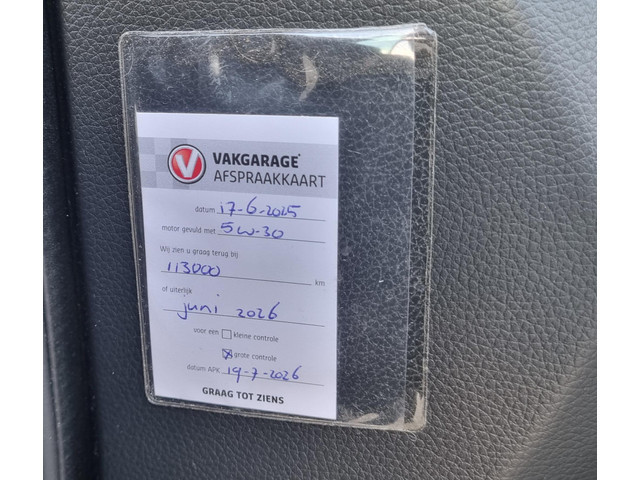 V VAKGARAGE
AFSPRAAKKAART
datum 17-6-2025
motor gevuld met 5w-30
Wij zien u graag terug bij
113000 km
of uiterlijk
juni 2026
voor een kleine controle
grote controle
datum APK 19-7-2026
GRAAG TOT ZIENS